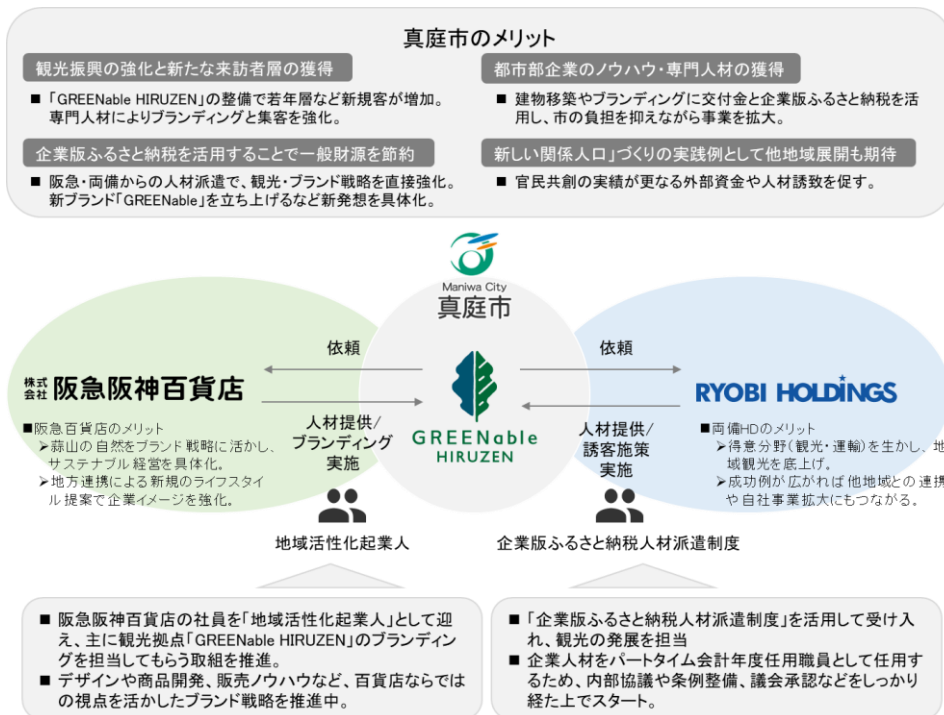 真庭市のメリット
観光振興の強化と新たな来訪者層の獲得
■ 「GREENable HIRUZEN」の整備で若年層など新規客が増加。
専門人材によりブランディングと集客を強化。
都市部企業のノウハウ・専門人材の獲得
■ 建物移築やブランディングに交付金と企業版ふるさと納税を活
用し、市の負担を抑えながら事業を拡大。
企業版ふるさと納税を活用することで一般財源を節約
■ 阪急・両備からの人材派遣で、観光・ブランド戦略を直接強化。
新ブランド「GREENable」を立ち上げるなど新発想を具体化。
新しい関係人口」づくりの実践例として他地域展開も期待
■ 官民共創の実績が更なる外部資金や人材誘致を促す。
Maniwa City
真庭市
依頼
依頼
株式会社 阪急阪神百貨店
GREENable
HIRUZEN
RYOBI HOLDINGS
人材提供/
ブランディング
実施
人材提供/
誘客施策
実施
■阪急百貨店のメリット
➢蒜山の自然をブランド戦略に活かし、
サステナブル経営を具体化。
➢地方連携による新規のライフスタイ
ル提案で企業イメージを強化。
■両備HDのメリット
➢得意分野(観光・運輸)を生かし、地
域観光を底上げ。
➢成功例が広がれば他地域との連携
や自社事業拡大にもつながる。
地域活性化起業人
企業版ふるさと納税人材派遣制度
■ 阪急阪神百貨店の社員を「地域活性化起業人」として迎
え、主に観光拠点「GREENable HIRUZEN」のブランディン
グを担当してもらう取組を推進。
■ デザインや商品開発、販売ノウハウなど、百貨店ならでは
の視点を活かしたブランド戦略を推進中。
■ 「企業版ふるさと納税人材派遣制度」を活用して受け入
れ、観光の発展を担当
■ 企業人材をパートタイム会計年度任用職員として任用す
るため、内部協議や条例整備、議会承認などをしっかり
経た上でスタート。